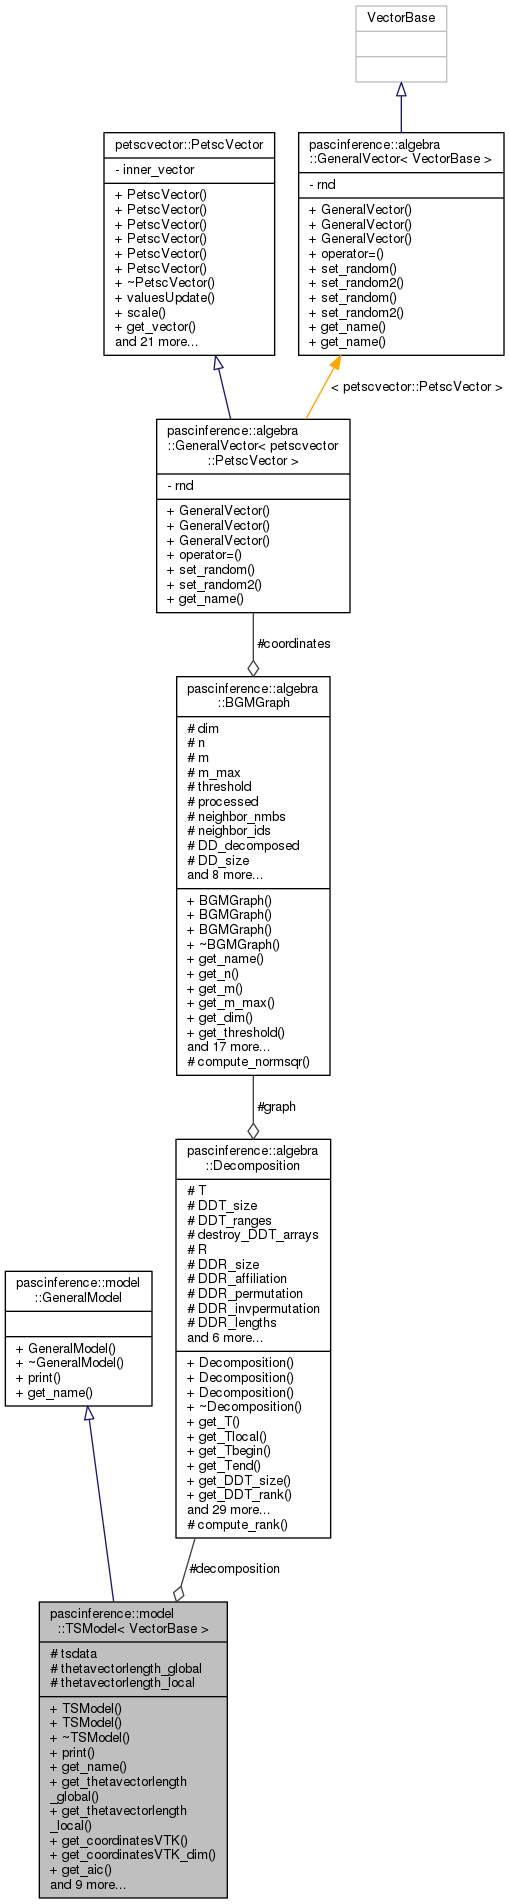 VectorBase
petscvector::PetscVector
- inner_vector
+ PetscVector()
+ PetscVector()
+ PetscVector()
+ PetscVector()
+ PetscVector()
+ PetscVector()
+ ~PetscVector()
+ valuesUpdate()
+ scale()
+ get_vector()
and 21 more...
pascinference::algebra
::GeneralVector< VectorBase >
- rnd
+ GeneralVector()
+ GeneralVector()
+ GeneralVector()
+ operator=()
+ set_random()
+ set_random2()
+ set_random()
+ set_random2()
+ get_name()
+ get_name()
< petscvector::PetscVector >
pascinference::algebra
::GeneralVector< petscvector
::PetscVector >
- rnd
+ GeneralVector()
+ GeneralVector()
+ GeneralVector()
+ operator=()
+ set_random()
+ set_random2()
+ get_name()
#coordinates
pascinference::algebra
::BGMGraph
# dim
# n
# m
# m_max
# threshold
# processed
# neighbor_nmbs
# neighbor_ids
# DD_decomposed
# DD_size
and 8 more...
+ BGMGraph()
+ BGMGraph()
+ BGMGraph()
+ ~BGMGraph()
+ get_name()
+ get_n()
+ get_m()
+ get_m_max()
+ get_dim()
+ get_threshold()
and 17 more...
# compute_normsqr()
#graph
pascinference::algebra
::Decomposition
# T
# DDT_size
# DDT_ranges
# destroy_DDT_arrays
# R
# DDR_size
# DDR_affiliation
# DDR_permutation
# DDR_invpermutation
# DDR_lengths
and 6 more...
+ Decomposition()
+ Decomposition()
+ Decomposition()
+ ~Decomposition()
+ get_T()
+ get_Tlocal()
+ get_Tbegin()
+ get_Tend()
+ get_DDT_size()
+ get_DDT_rank()
and 29 more...
# compute_rank()
pascinference::model
::GeneralModel
+ GeneralModel()
+ ~GeneralModel()
+ print()
+ get_name()
#decomposition
pascinference::model
::TSModel< VectorBase >
# tsdata
# thetavectorlength_global
# thetavectorlength_local
+ TSModel()
+ TSModel()
+ ~TSModel()
+ print()
+ get_name()
+ get_thetavectorlength
_global()
+ get_thetavectorlength
_local()
+ get_coordinatesVTK()
+ get_coordinatesVTK_dim()
+ get_aic()
and 9 more...